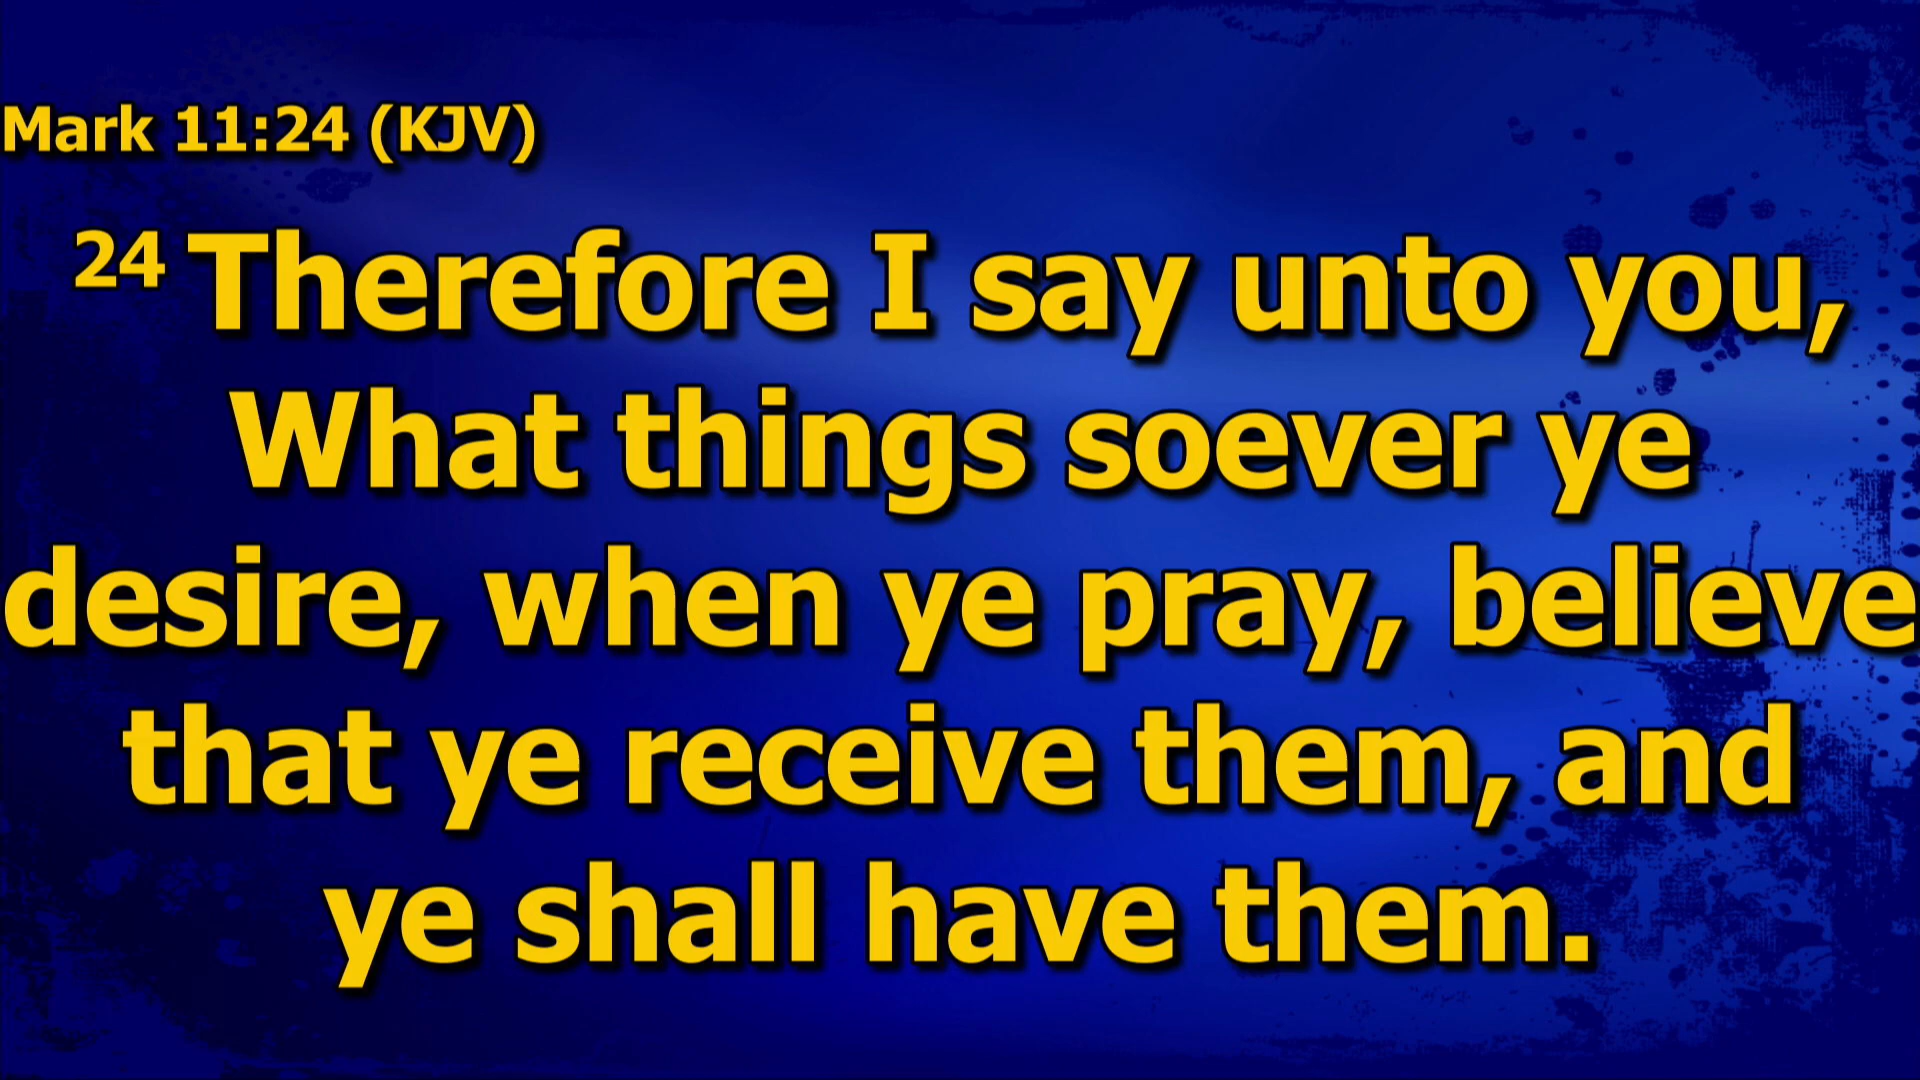 Mark 11:24 (KJV)
24 Therefore I say unto you,
What things soever ye
desire, when ye pray, believe
that ye receive them, and
ye shall have them.